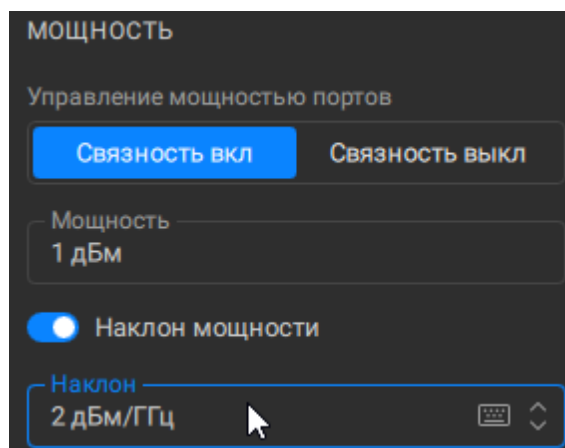 МОЩНОСТЬ
Управление мощностью портов
Связность вкл Связность выкл
Мощность
1 дБм
Наклон мощности
Наклон
2 дБм/ГГц